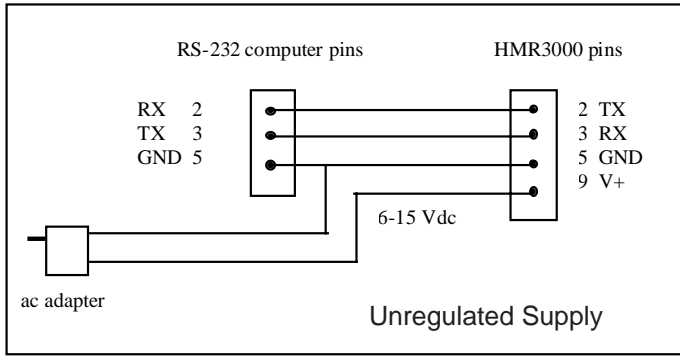 RS-232 computer pins HMR3000 pins
RX 2 2 TX
TX 3 3 RX
GND 5 5 GND
9 V+
6-15 Vdc
ac adapter
Unregulated Supply